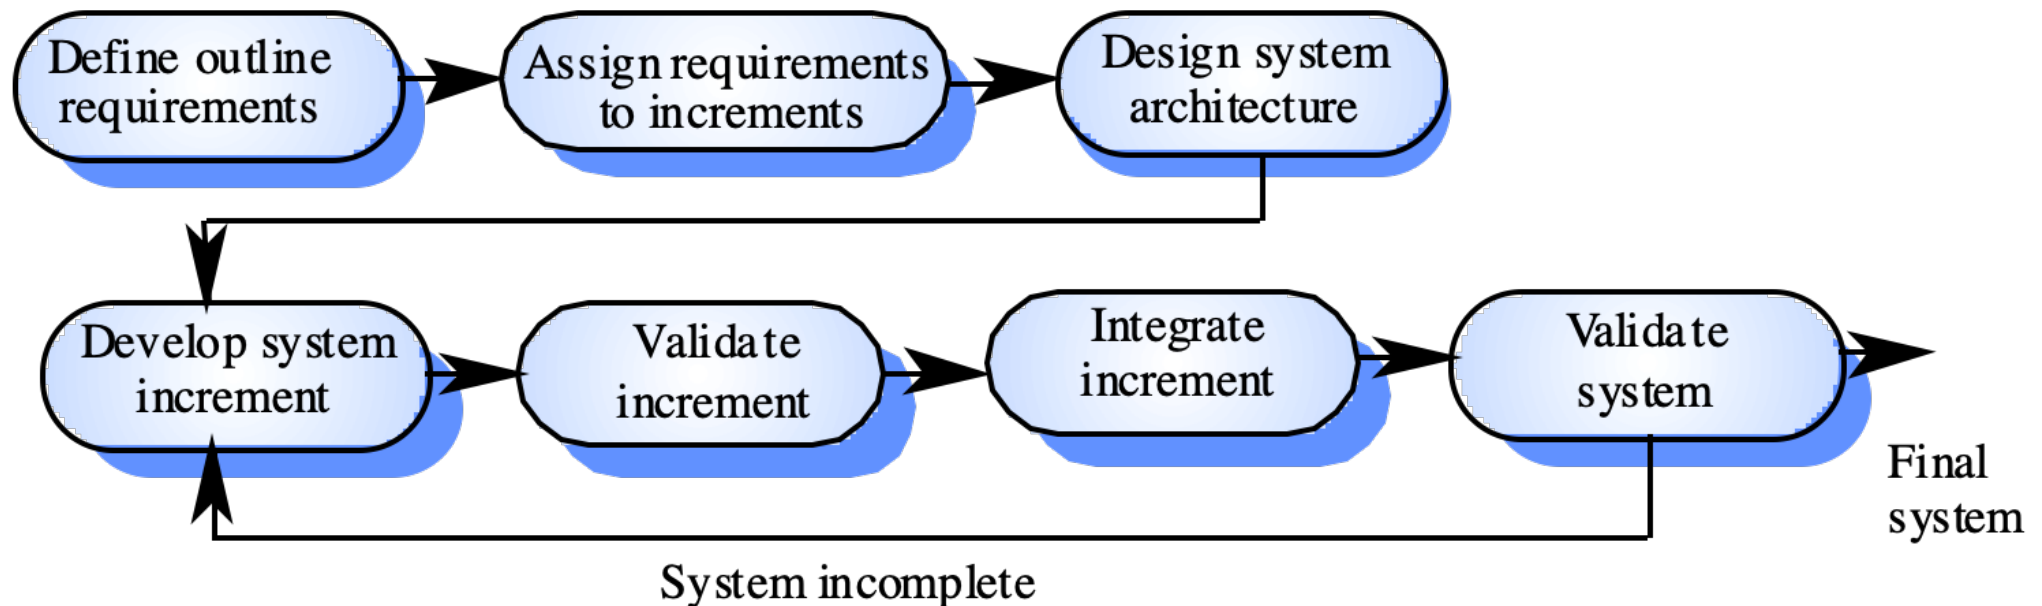 Define outline
requirements
Assign requirements
to increments
Design system
architecture
Develop system
increment
Validate
increment
Integrate
increment
Validate
system
Final
system
System incomplete